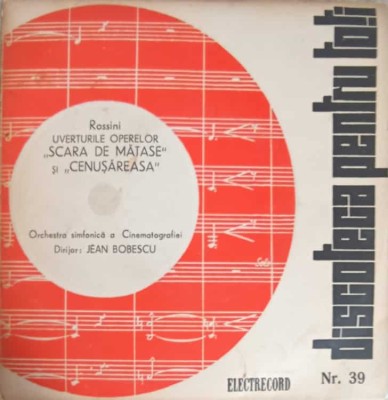 Rossini
UVERTURILE OPERELOR
„SCARA DE MĂTASE"
ȘI „CENUȘĂREASA"
Orchestra simfonică a Cinematografiei
Dirijor: JEAN BOBESCU
discoteca pentru toți
ELECTRECORD
Nr. 39